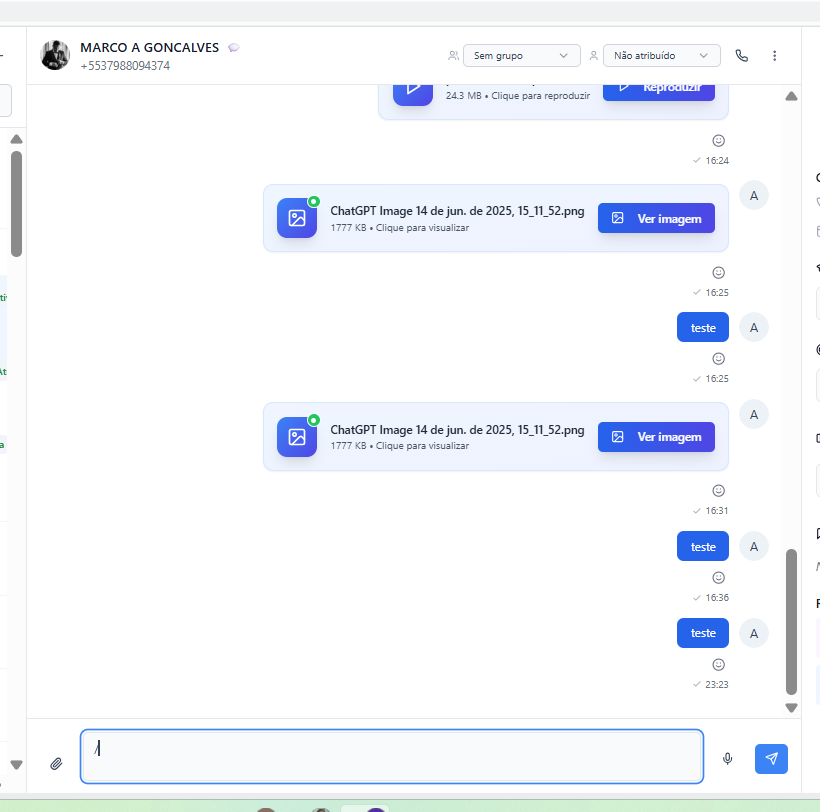 MARCO A GONCALVES
+5537988094374
Sem grupo
Não atribuído
24.3 MB • Clique para reproduzir
Reproduzir
16:24
A
ChatGPT Image 14 de jun. de 2025, 15_11_52.png
1777 KB • Clique para visualizar
Ver imagem
16:25
teste
A
16:25
A
ChatGPT Image 14 de jun. de 2025, 15_11_52.png
1777 KB • Clique para visualizar
Ver imagem
16:31
teste
A
16:36
teste
A
23:23
/